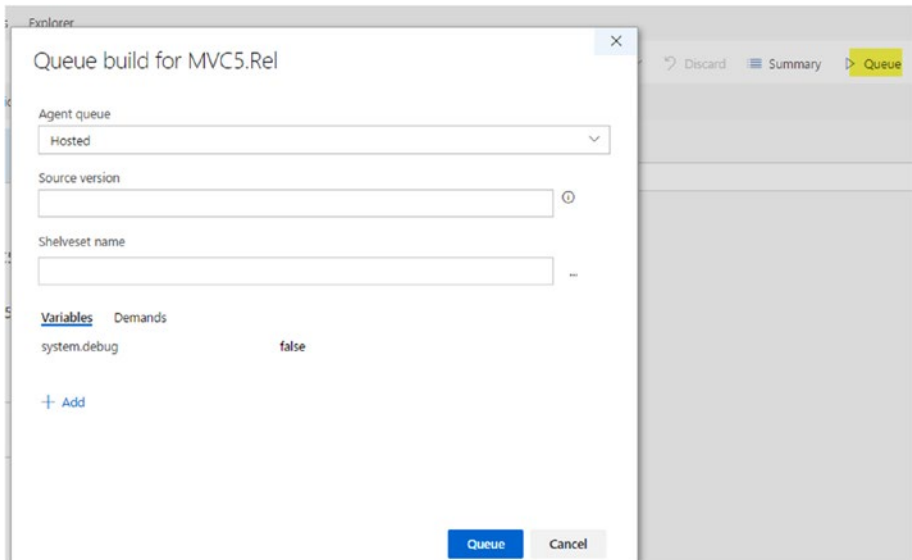 Explorer
Queue build for MVC5.Rel
Discard Summary Queue
Agent queue
Hosted
Source version
Shelveset name
...
Variables Demands
system.debug false
+ Add
Queue Cancel